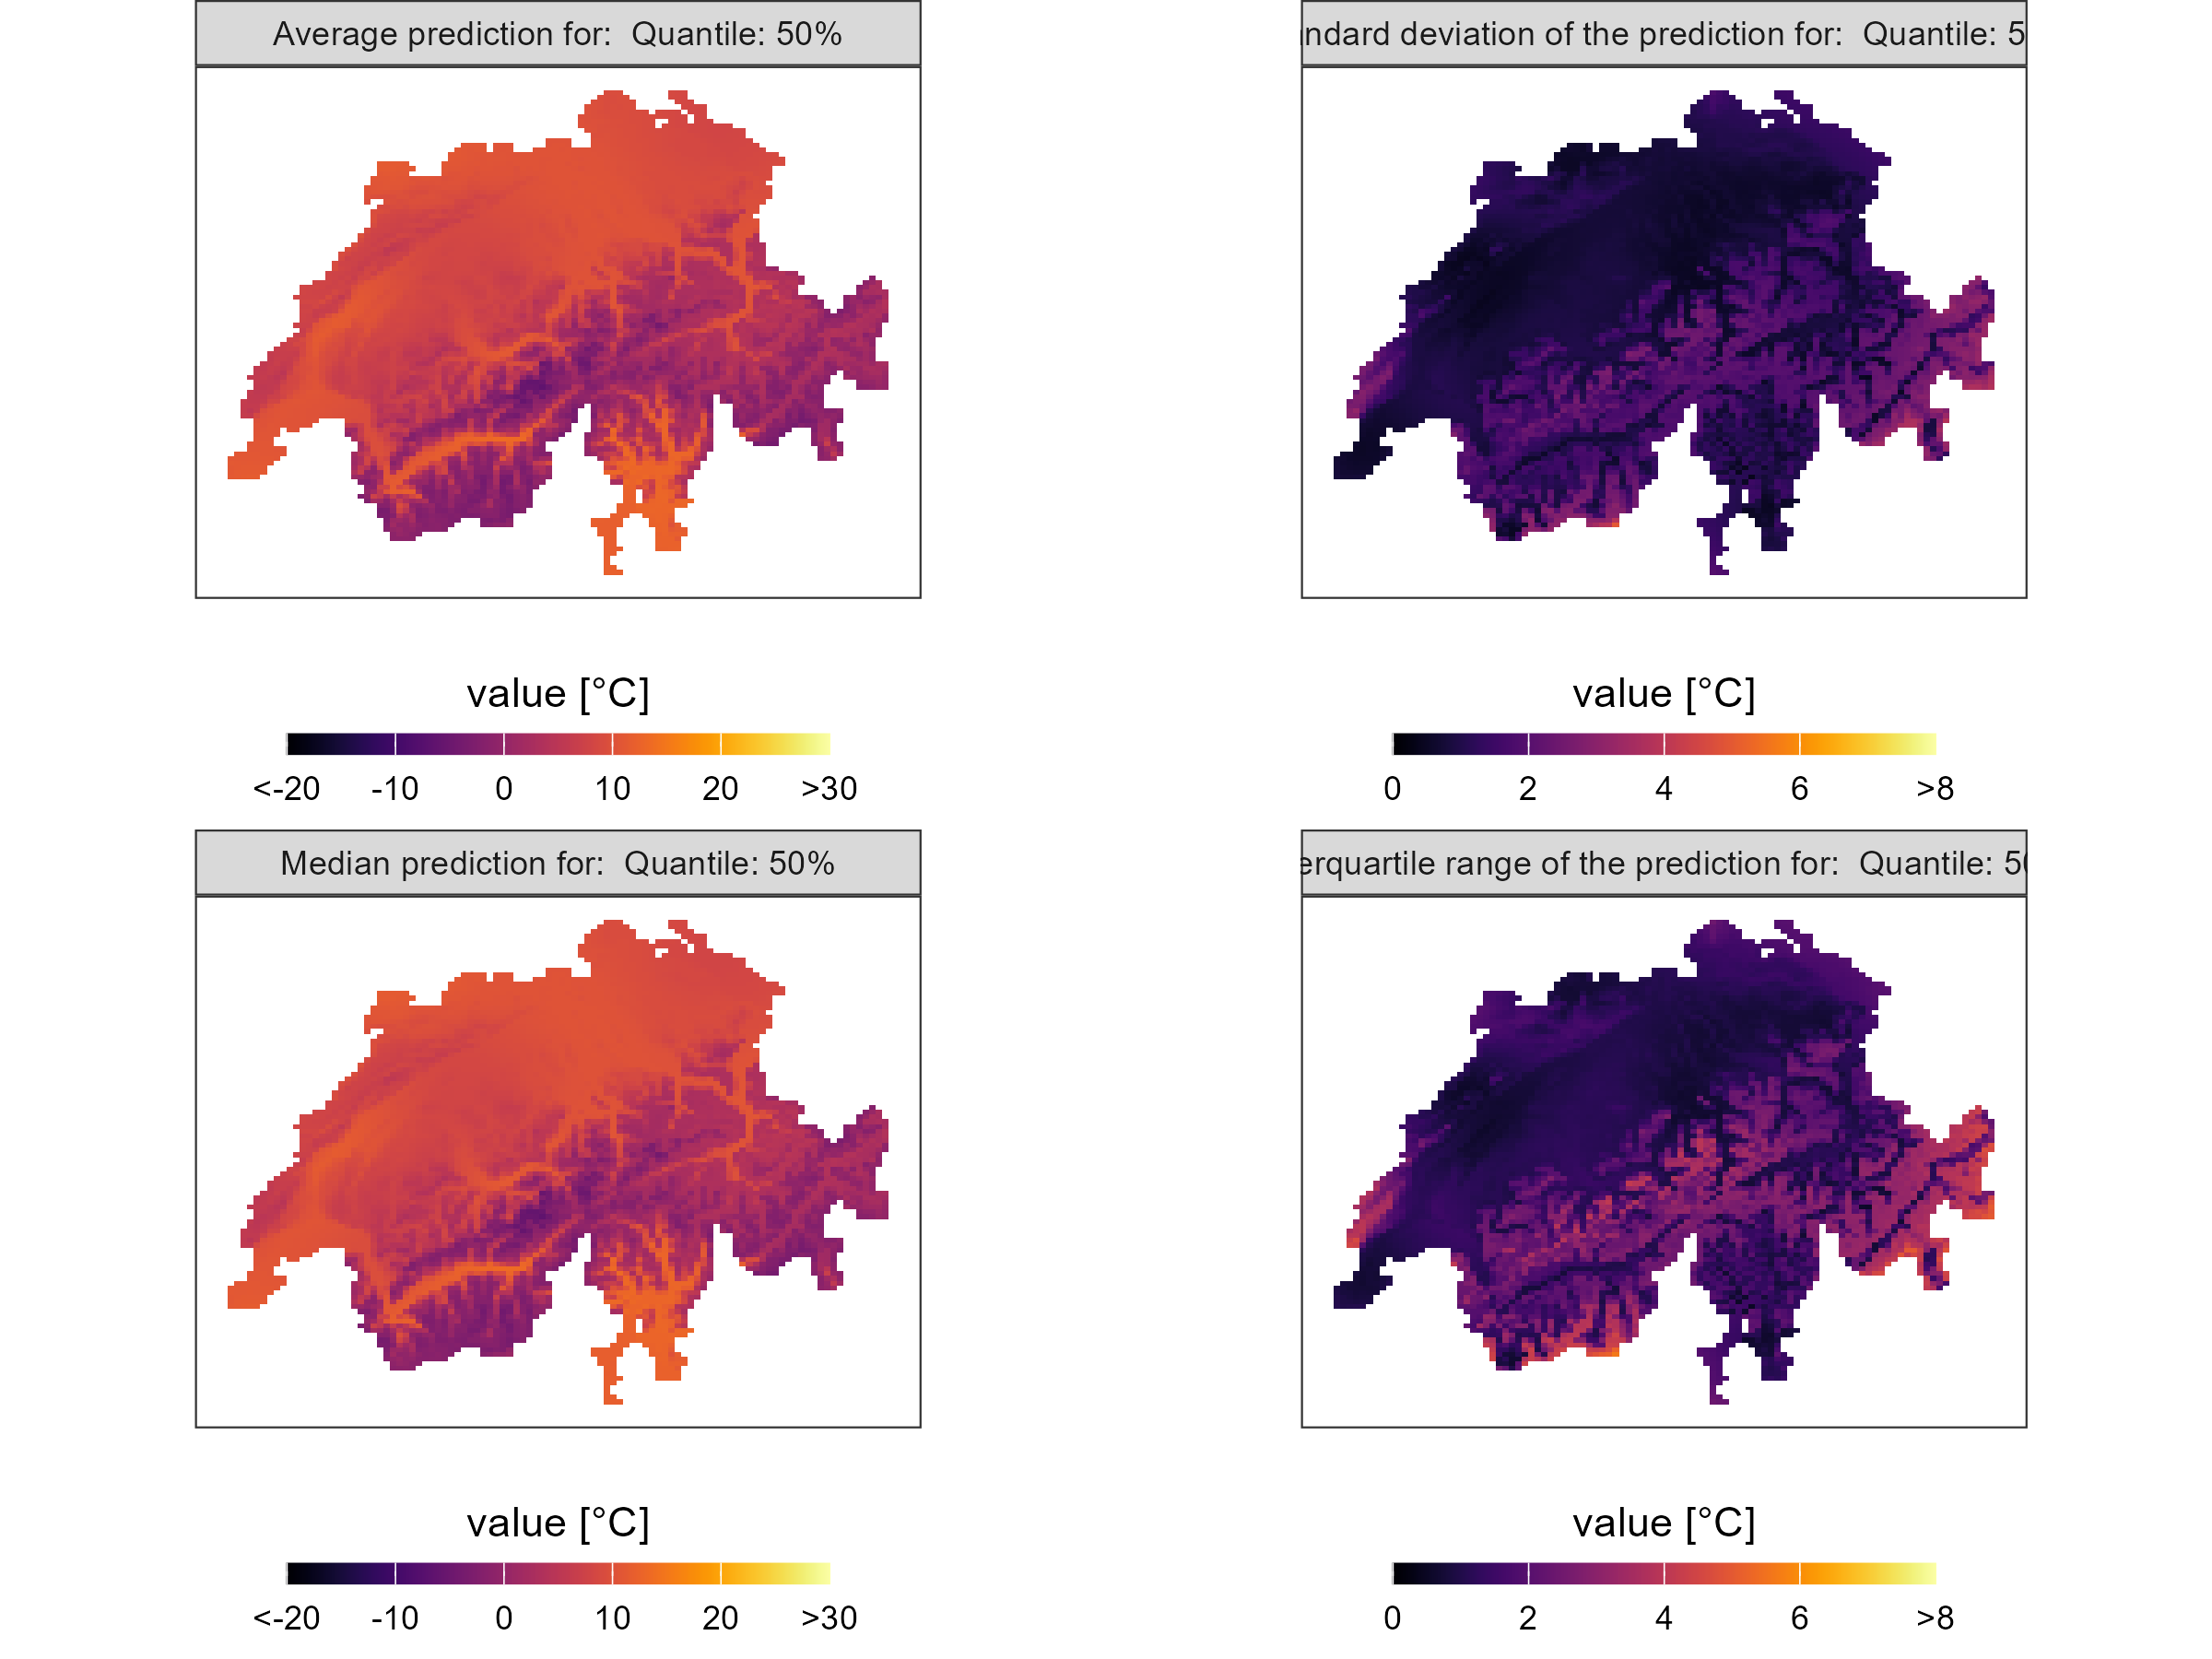 Average prediction for:  Quantile: 50%
ndard deviation of the prediction for:  Quantile: 5
value [°C]
<-20 -10 0 10 20 >30
value [°C]
0 2 4 6 >8
Median prediction for:  Quantile: 50%
erquartile range of the prediction for:  Quantile: 50
value [°C]
<-20 -10 0 10 20 >30
value [°C]
0 2 4 6 >8